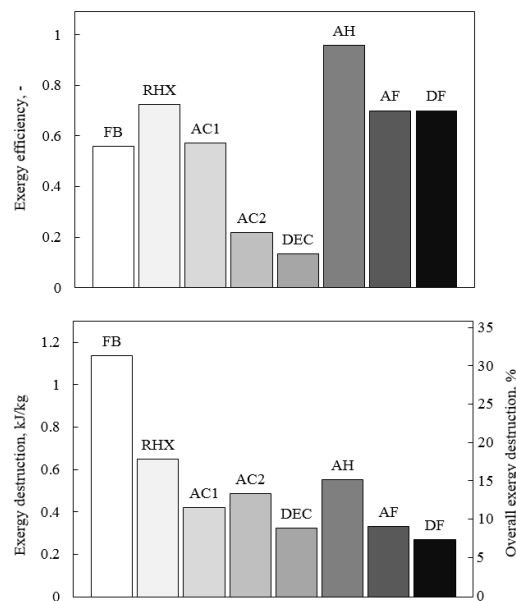 Exergy efficiency, -
1
0.8
0.6
0.4
0.2
0
FB
RHX
AC1
AC2
DEC
AH
AF
DF
Exergy destruction, kJ/kg
1.2
1
0.8
0.6
0.4
0.2
0
FB
RHX
AC1
AC2
DEC
AH
AF
DF
35
30
25
20
15
10
5
0
Overall exergy destruction, %